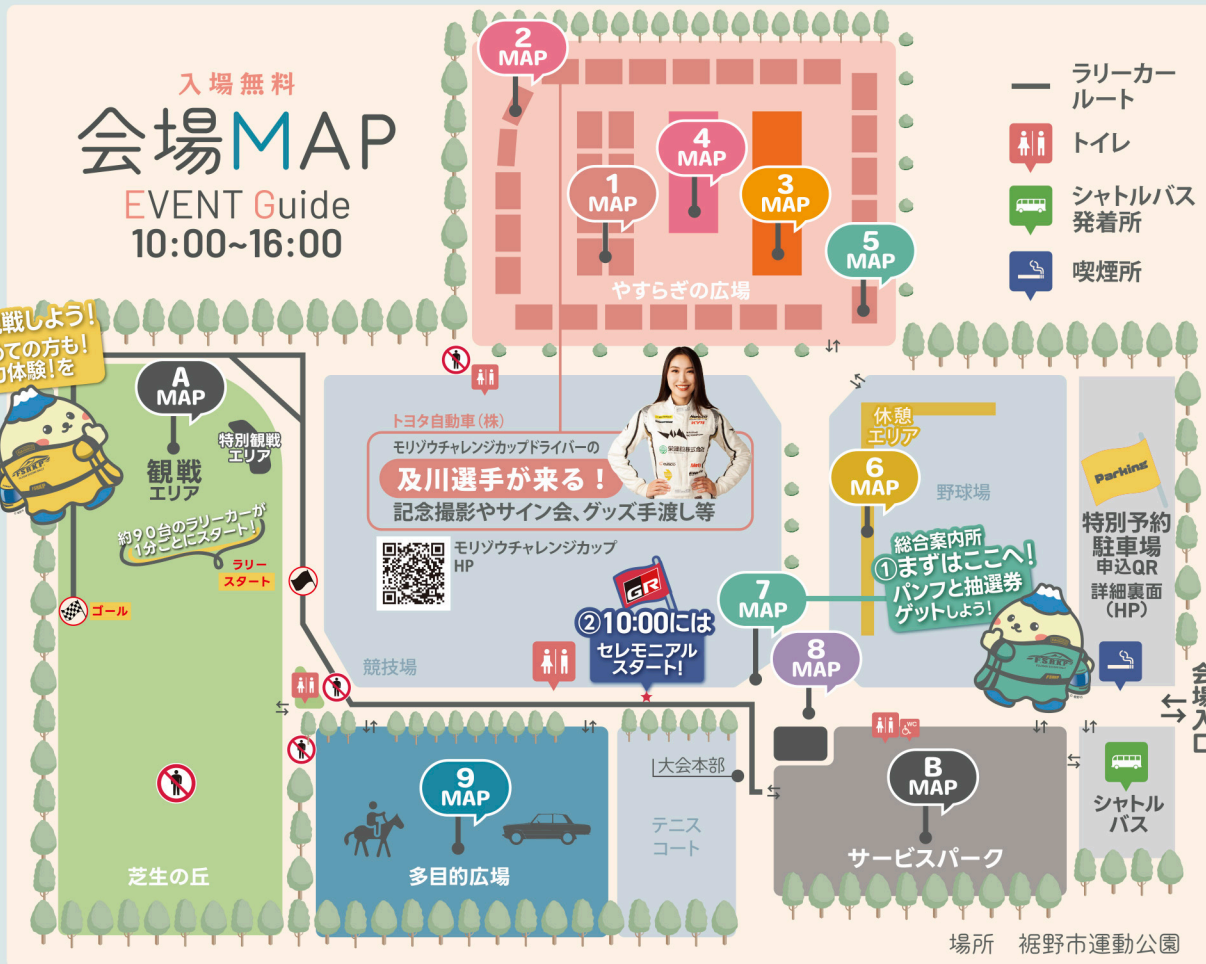 入場無料
会場MAP
EVENT Guide
10:00~16:00
2
MAP
4
MAP
1
MAP
3
MAP
5
MAP
やすらぎの広場
ラリーカー
ルート
トイレ
シャトルバス
発着所
喫煙所
戦しよう!
ての方も!
体験!を
A
MAP
特別観戦
エリア
観戦
エリア
約90台のラリーカーが
1分ごとにスタート!
ラリー
スタート
ゴール
芝生の丘
トヨタ自動車(株)
モリゾウチャレンジカップドライバーの
及川選手が来る!
記念撮影やサイン会、グッズ手渡し等
モリゾウチャレンジカップ
HP
GR
②10:00には
セレモニアル
スタート!
競技場
休憩
エリア
6
MAP
野球場
総合案内所
①まずはここへ!
パンフと抽選券
ゲットしよう!
7
MAP
8
MAP
Parking
特別予約
駐車場
申込QR
詳細裏面
(HP)
会場入口
9
MAP
多目的広場
大会本部
テニス
コート
WC
B
MAP
サービスパーク
シャトル
バス
場所 裾野市運動公園